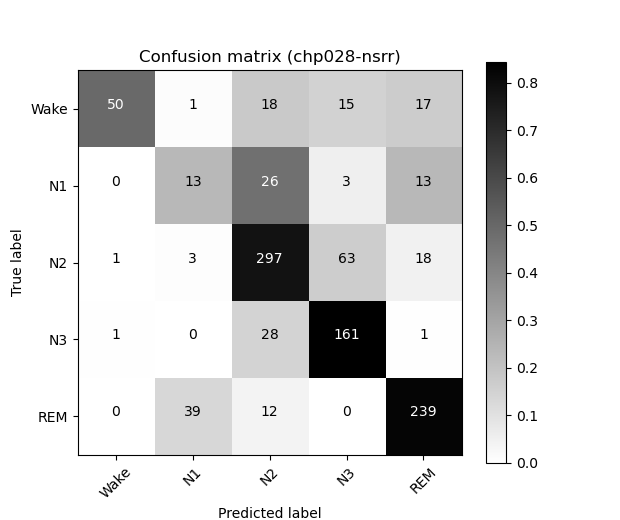 Confusion matrix (chp028-nsrr)
Wake 50 1 18 15 17
N1 0 13 26 3 13
N2 1 3 297 63 18
N3 1 0 28 161 1
REM 0 39 12 0 239
Wake N1 N2 N3 REM
Predicted label
True label
0.8
0.7
0.6
0.5
0.4
0.3
0.2
0.1
0.0